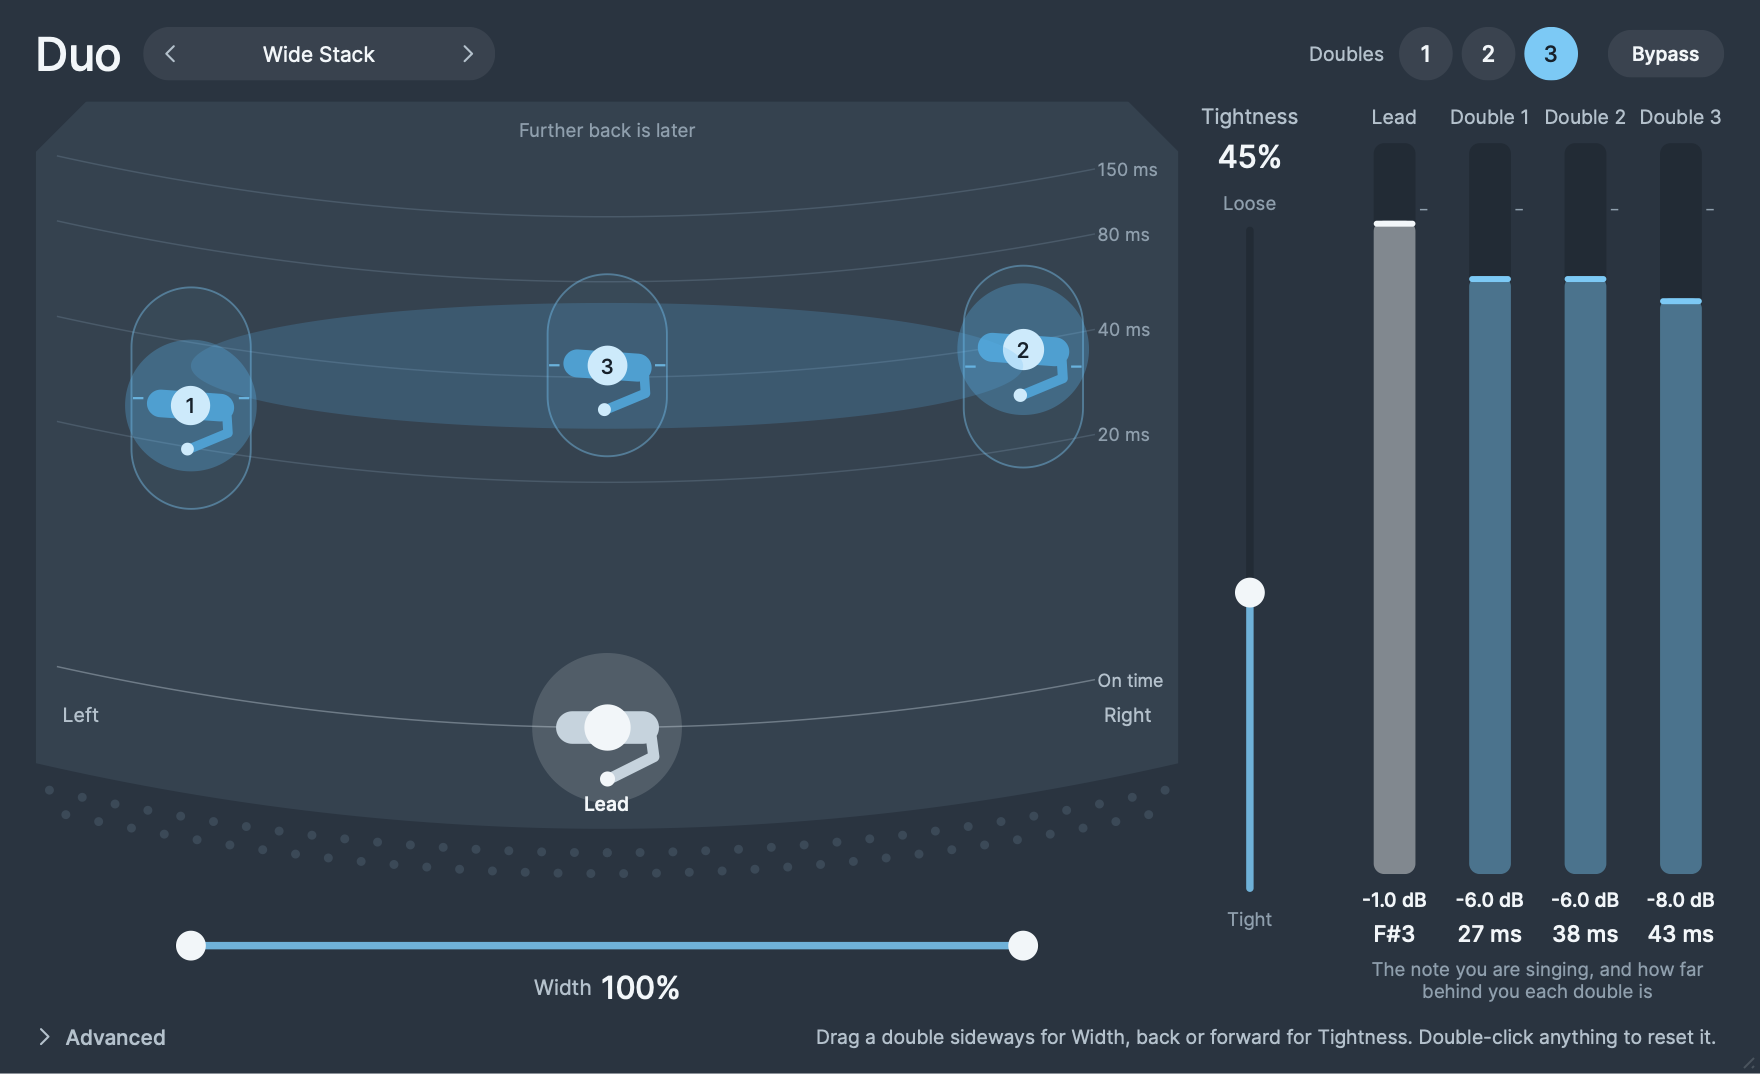 Duo
Wide Stack
Doubles
1
2
3
Bypass
Further back is later
150 ms
80 ms
40 ms
20 ms
1
3
2
On time
Left
Right
Lead
Width 100%
Tightness
45%
Loose
Tight
Lead
Double 1
Double 2
Double 3
-1.0 dB
-6.0 dB
-6.0 dB
-8.0 dB
F#3
27 ms
38 ms
43 ms
The note you are singing, and how far
behind you each double is
Advanced
Drag a double sideways for Width, back or forward for Tightness. Double-click anything to reset it.